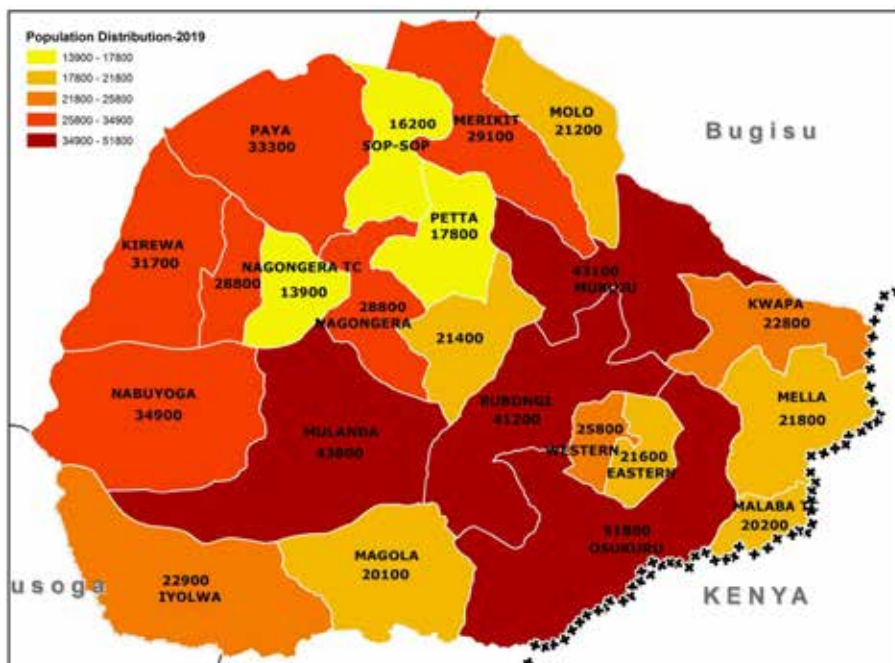 Population Distribution-2019
13900 - 17800
17800 - 21800
21800 - 25800
25800 - 34900
34900 - 51800
PAYA
33300
16200
SOP-SOP
MERIKIT
29100
MOLO
21200
Bugisu
KIREWA
31700
28800
NAGONGERA TC
13900
PETTA
17800
28800
NAGONGERA
21400
43100
MUKUJU
KWAPA
22800
NABUYOGA
34900
MULANDA
43800
RUBONGI
41200
25800
WESTERN
21600
EASTERN
MELLA
21800
MALABA T
20200
51800
OSUKURU
MAGOLA
20100
22900
IYOLWA
usoga
KENYA